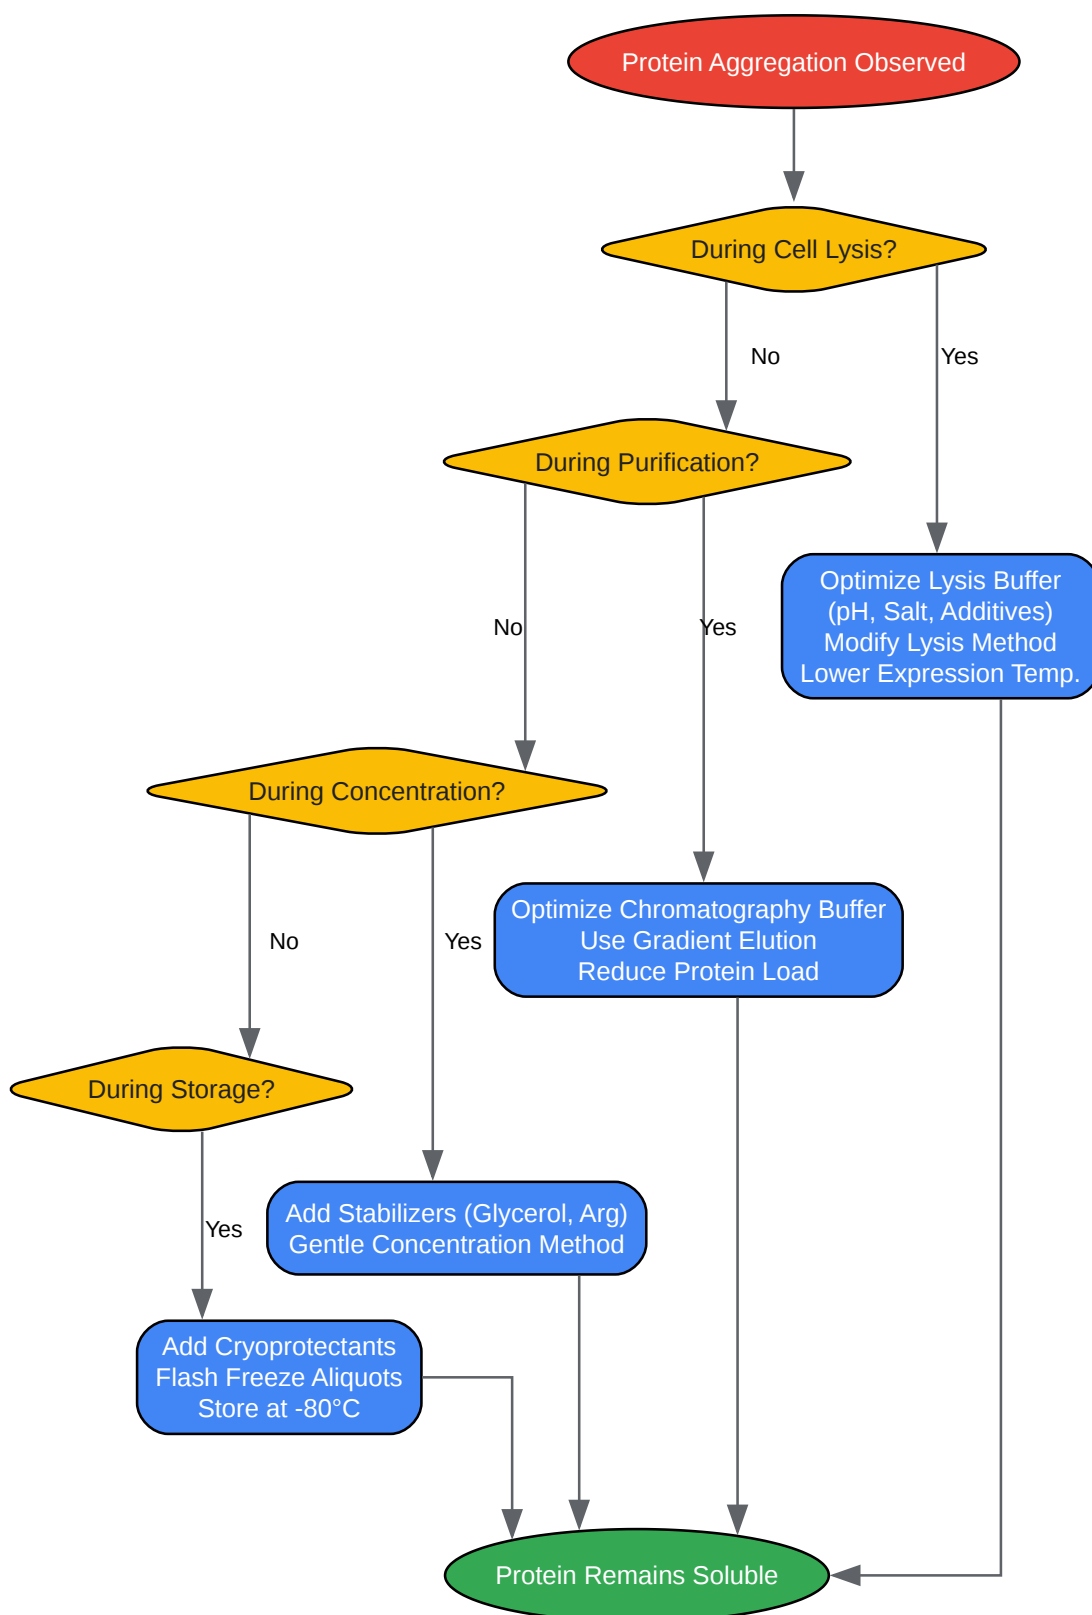 Protein Aggregation Observed
During Cell Lysis?
No
Yes
During Purification?
Optimize Lysis Buffer
(pH, Salt, Additives)
Modify Lysis Method
Lower Expression Temp.
No
Yes
During Concentration?
Optimize Chromatography Buffer
Use Gradient Elution
Reduce Protein Load
No
Yes
During Storage?
Add Stabilizers (Glycerol, Arg)
Gentle Concentration Method
Yes
Add Cryoprotectants
Flash Freeze Aliquots
Store at -80°C
Protein Remains Soluble